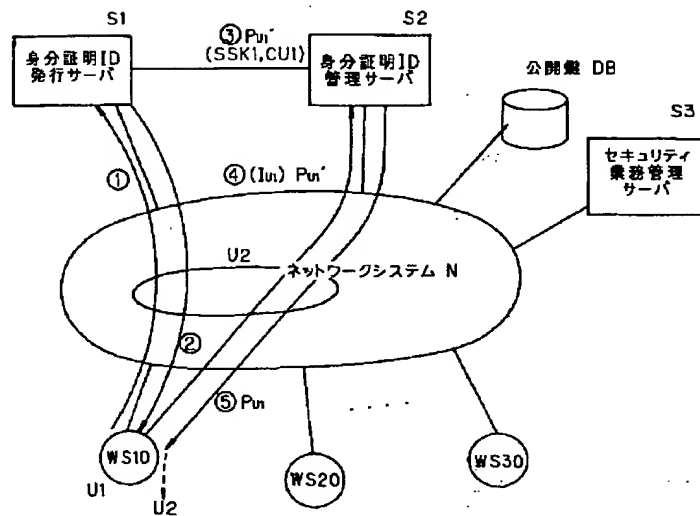 S1
身分証明ID
発行サーバ
③ Pu1'
(SSK1,CU1)
S2
身分証明ID
管理サーバ
公開盤 DB
S3
セキュリティ
業務管理
サーバ
①
④(Iu1) Pu1'
U2
ネットワークシステム N
②
⑤ Pu1
WS10
U1
U2
WS20
WS30